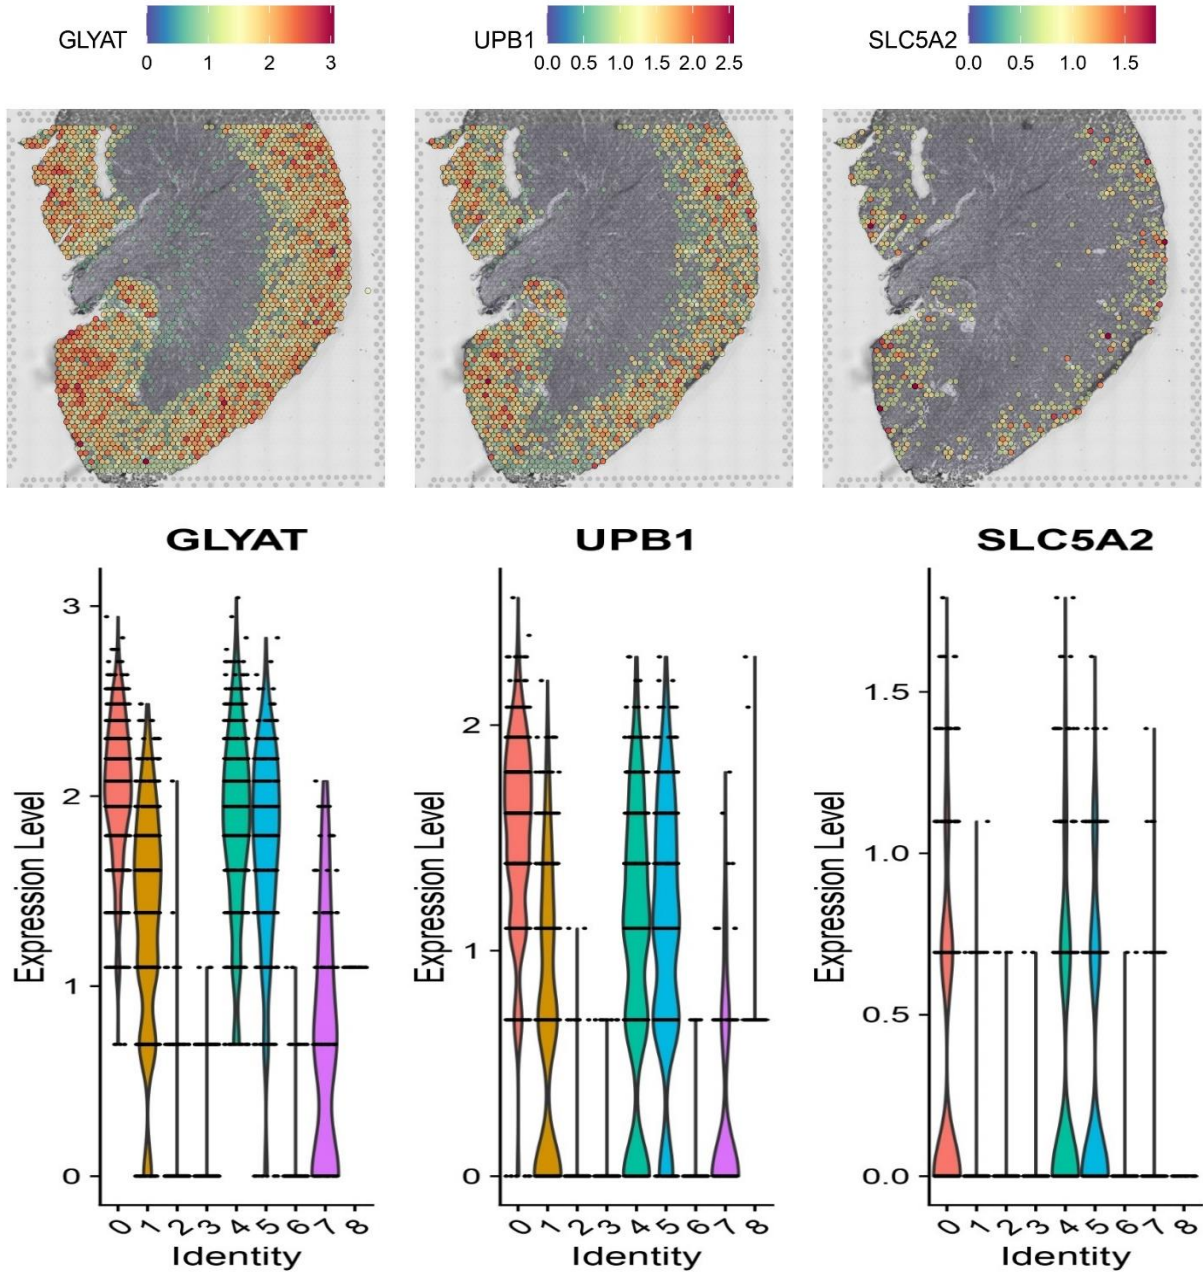 GLYAT
0 1 2 3
UPB1
0.0 0.5 1.0 1.5 2.0 2.5
SLC5A2
0.0 0.5 1.0 1.5
GLYAT
Expression Level
3
2
1
0
0 1 2 3 4 5 6 7 8
Identity
UPB1
Expression Level
2
1
0
0 1 2 3 4 5 6 7 8
Identity
SLC5A2
Expression Level
1.5
1.0
0.5
0.0
0 1 2 3 4 5 6 7 8
Identity